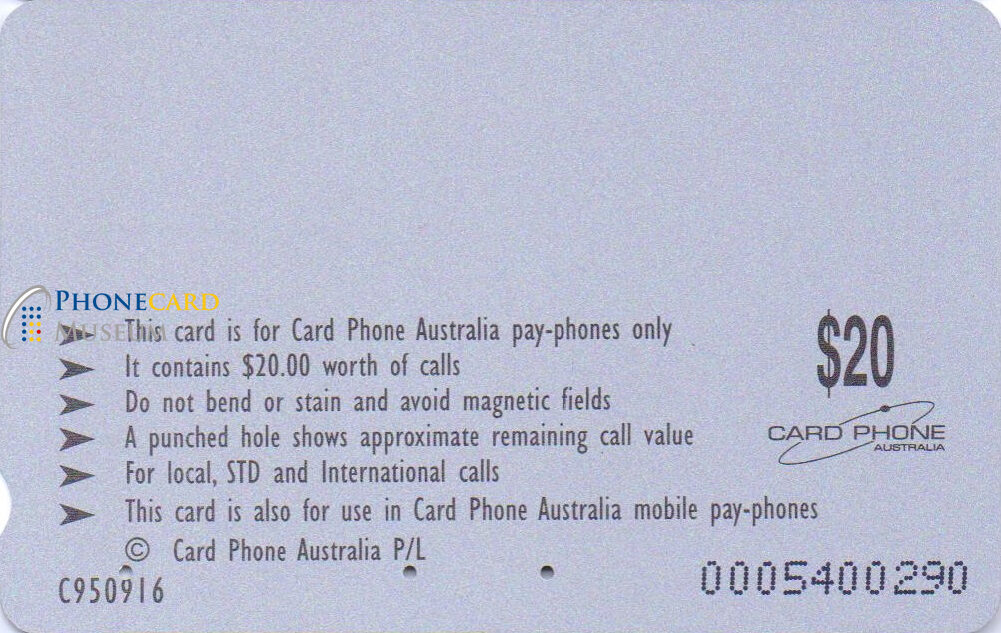 PHONECARD
MUSEUM
This card is for Card Phone Australia pay-phones only
It contains $20.00 worth of calls
Do not bend or stain and avoid magnetic fields
A punched hole shows approximate remaining call value
For local, STD and International calls
This card is also for use in Card Phone Australia mobile pay-phones
© Card Phone Australia P/L
C950916
$20
CARD PHONE
AUSTRALIA
0005400290